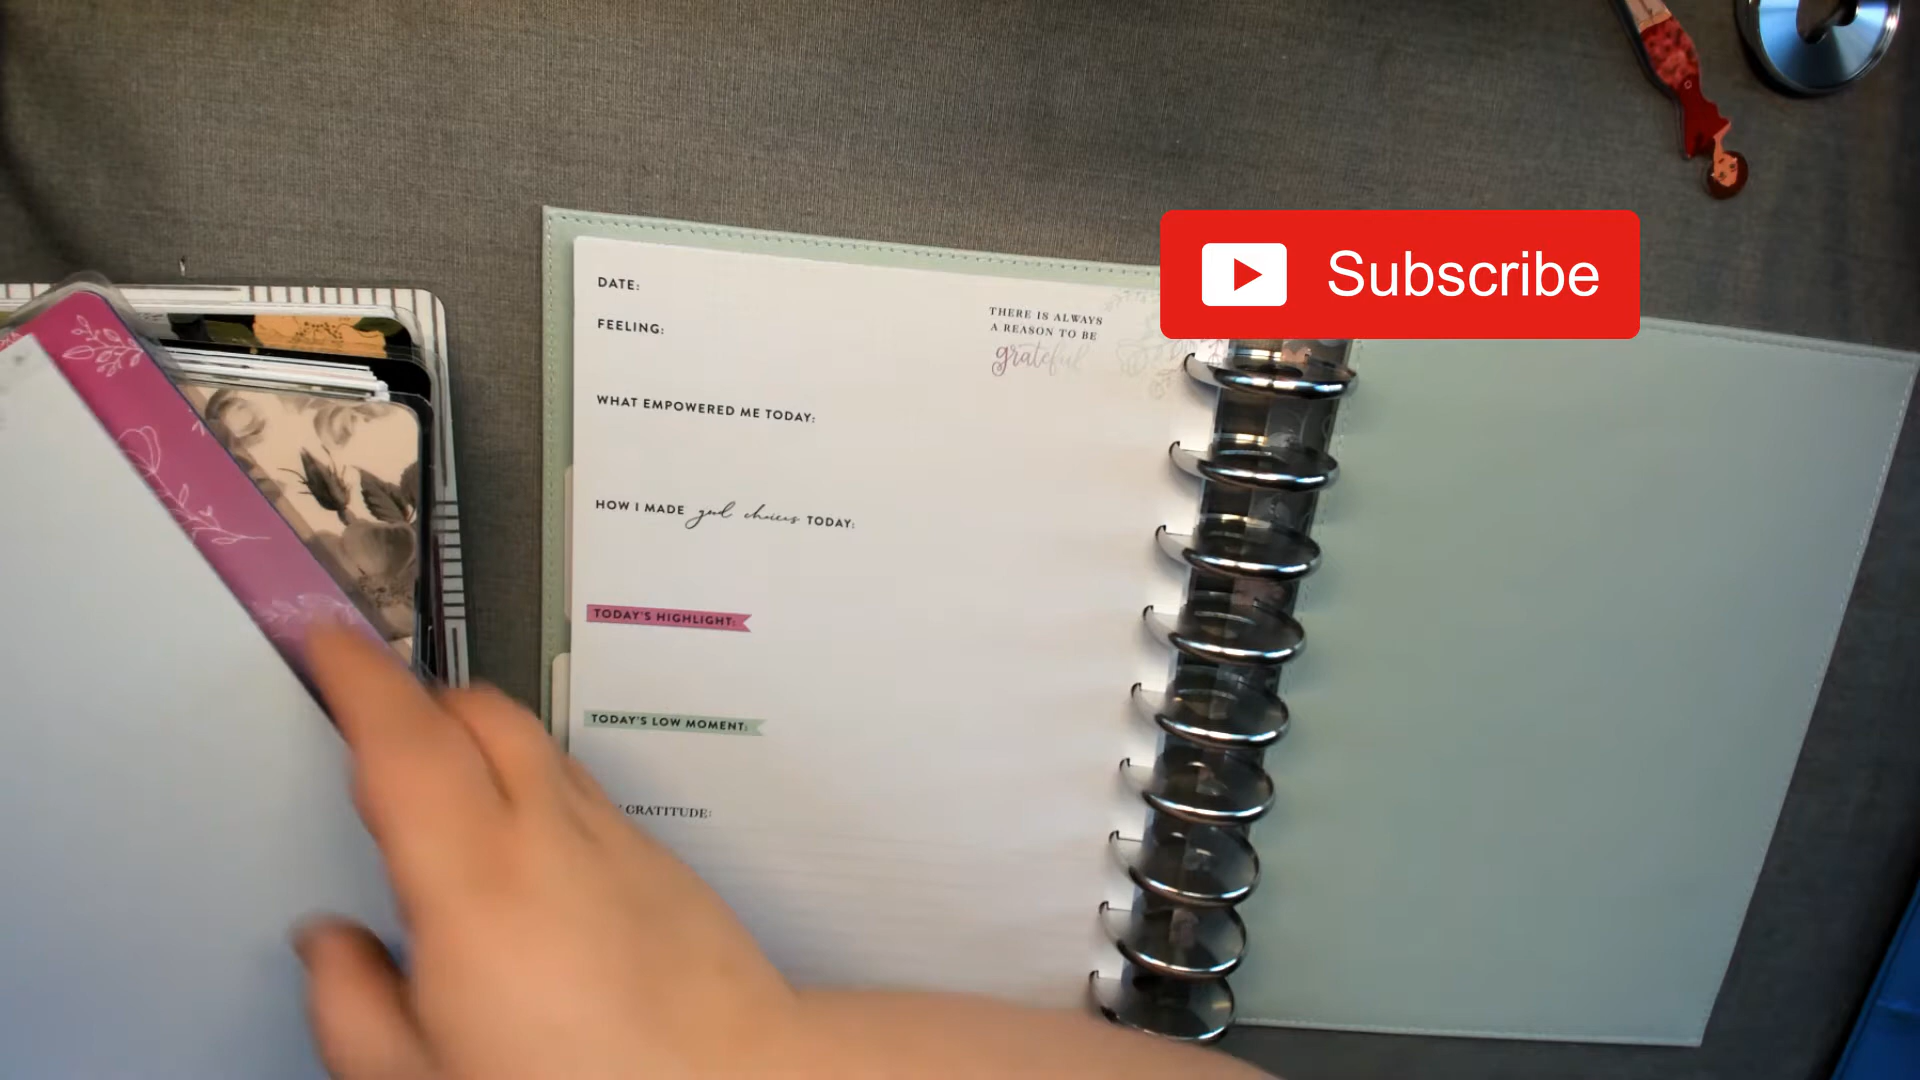 DATE:
THERE IS ALWAYS
A REASON TO BE
grateful
FEELING:
WHAT EMPOWERED ME TODAY:
HOW I MADE good choices TODAY:
TODAY'S HIGHLIGHT:
TODAY'S LOW MOMENT:
GRATITUDE:
Subscribe